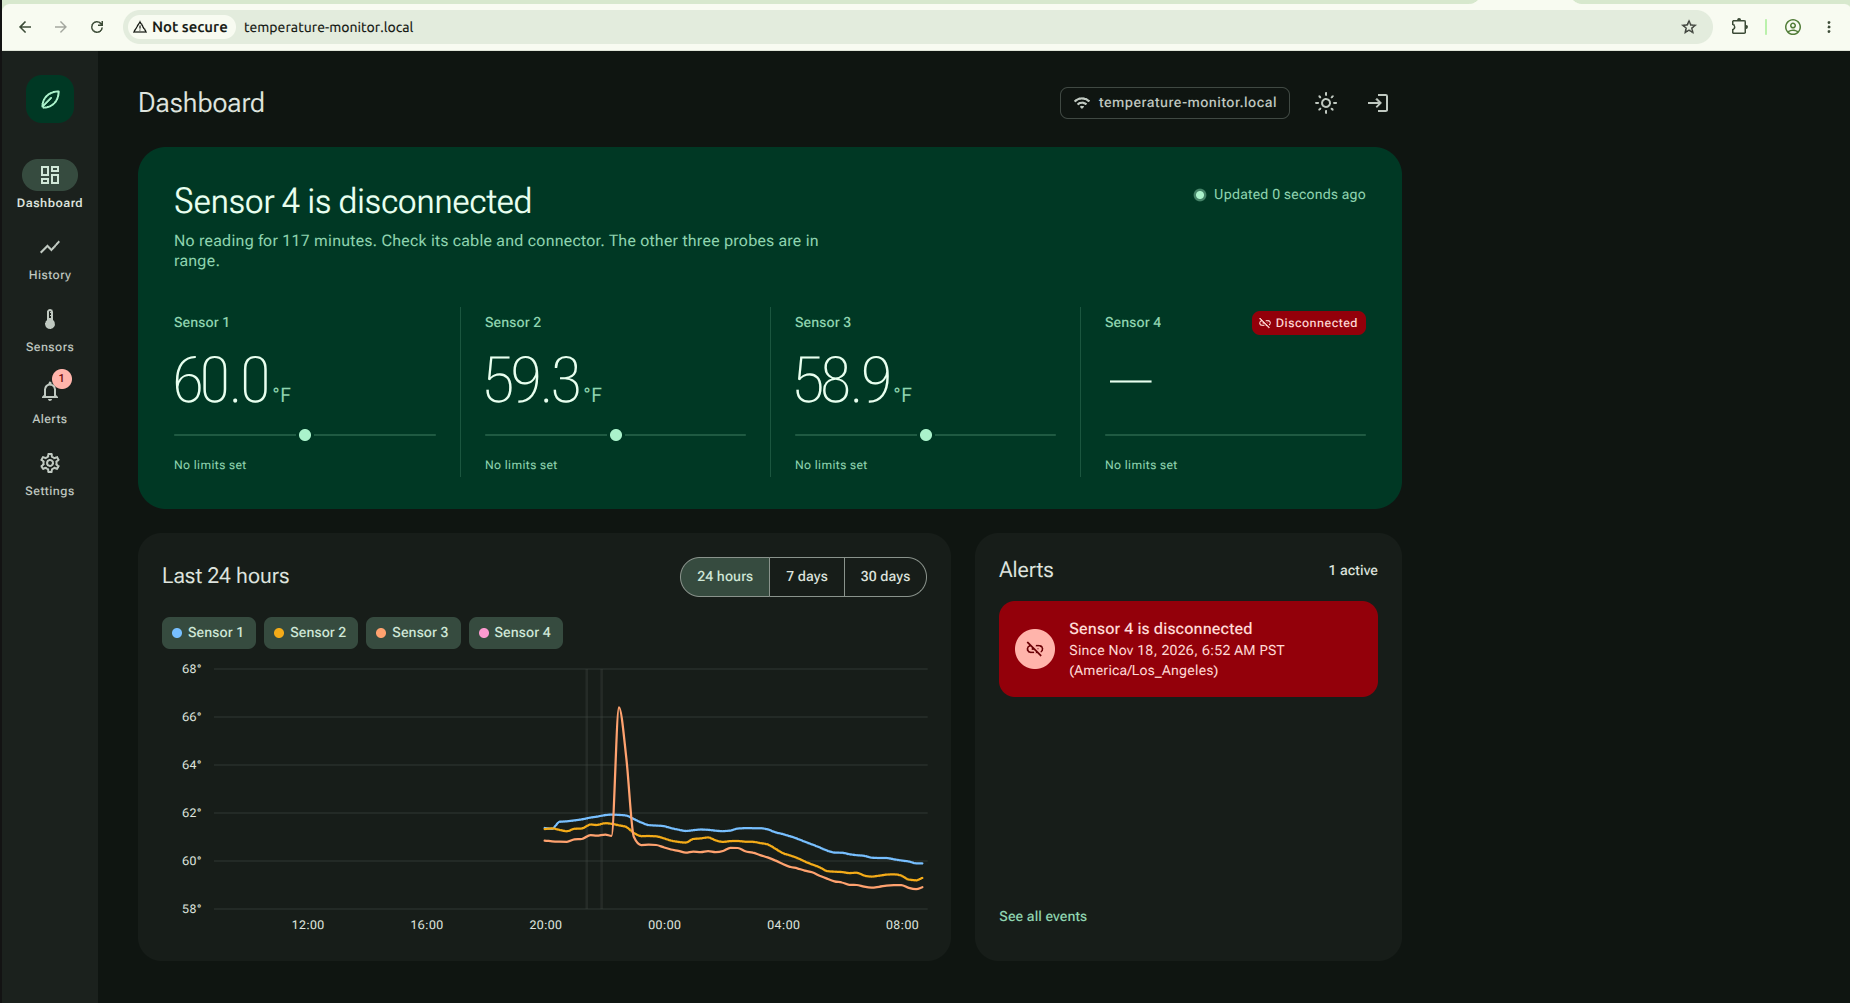 Not secure
temperature-monitor.local
Dashboard
temperature-monitor.local
Dashboard
History
Sensors
1
Alerts
Settings
Sensor 4 is disconnected
Updated 0 seconds ago
No reading for 117 minutes. Check its cable and connector. The other three probes are in
range.
Sensor 1
60.0 °F
No limits set
Sensor 2
59.3 °F
No limits set
Sensor 3
58.9 °F
No limits set
Sensor 4
Disconnected
—
No limits set
Last 24 hours
24 hours
7 days
30 days
Sensor 1
Sensor 2
Sensor 3
Sensor 4
68°
66°
64°
62°
60°
58°
12:00
16:00
20:00
00:00
04:00
08:00
Alerts
1 active
Sensor 4 is disconnected
Since Nov 18, 2026, 6:52 AM PST
(America/Los_Angeles)
See all events